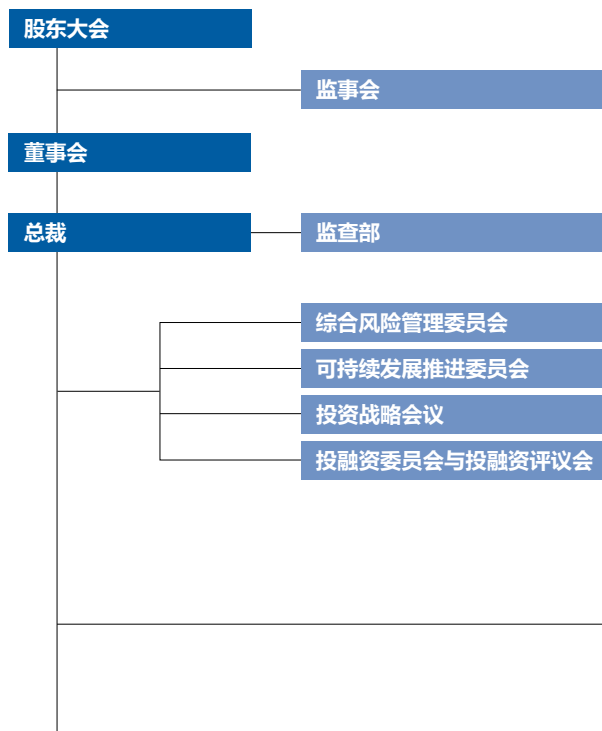 股东大会
监事会
董事会
总裁
监查部
综合风险管理委员会
可持续发展推进委员会
投资战略会议
投融资委员会与投融资评议会